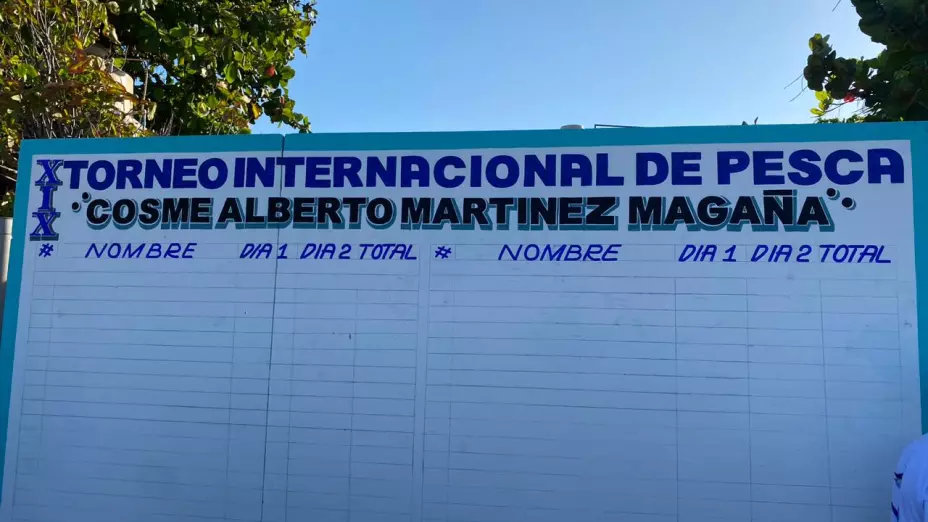 XIX TORNEO INTERNACIONAL DE PESCA
"COSME ALBERTO MARTINEZ MAGAÑA"
# NOMBRE DIA 1 DIA 2 TOTAL # NOMBRE DIA 1 DIA 2 TOTAL